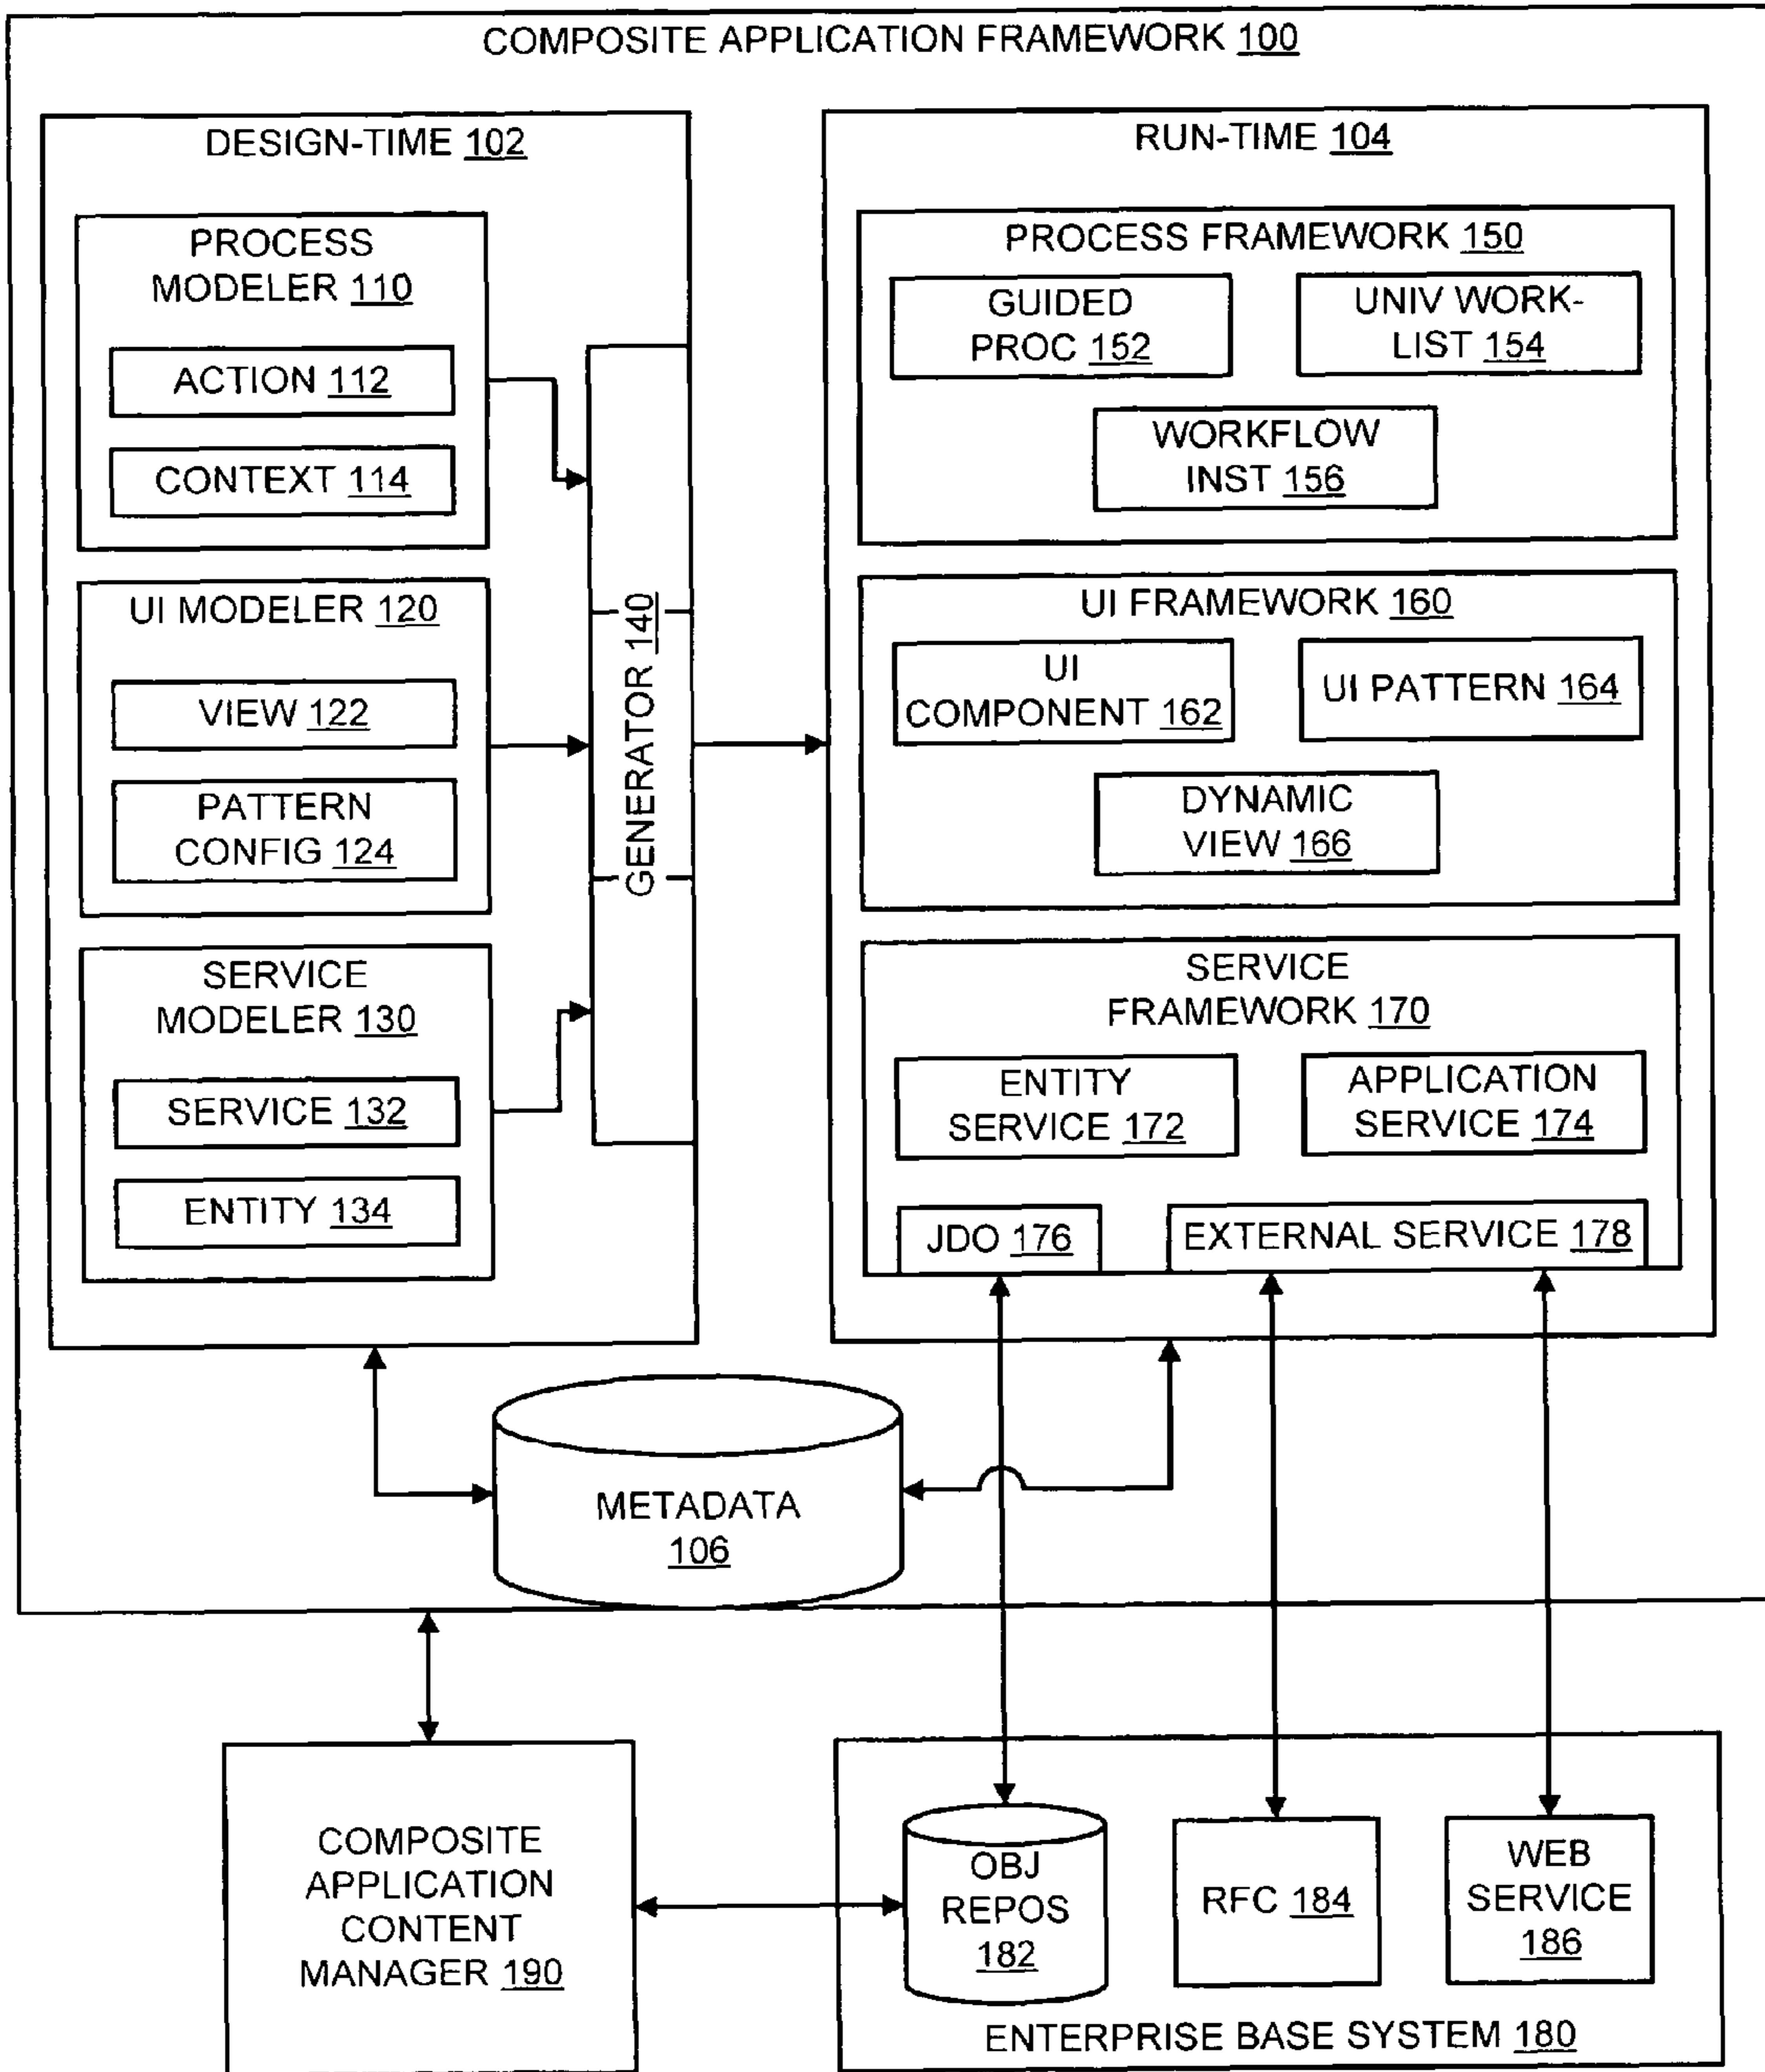 COMPOSITE APPLICATION FRAMEWORK 100
DESIGN-TIME 102
PROCESS
MODELER 110
ACTION 112
CONTEXT 114
UI MODELER 120
VIEW 122
PATTERN
CONFIG 124
SERVICE
MODELER 130
SERVICE 132
ENTITY 134
GENERATOR 140
RUN-TIME 104
PROCESS FRAMEWORK 150
GUIDED
PROC 152
UNIV WORK-
LIST 154
WORKFLOW
INST 156
UI FRAMEWORK 160
UI
COMPONENT 162
UI PATTERN 164
DYNAMIC
VIEW 166
SERVICE
FRAMEWORK 170
ENTITY
SERVICE 172
APPLICATION
SERVICE 174
JDO 176
EXTERNAL SERVICE 178
METADATA
106
COMPOSITE
APPLICATION
CONTENT
MANAGER 190
OBJ
REPOS
182
RFC 184
WEB
SERVICE
186
ENTERPRISE BASE SYSTEM 180